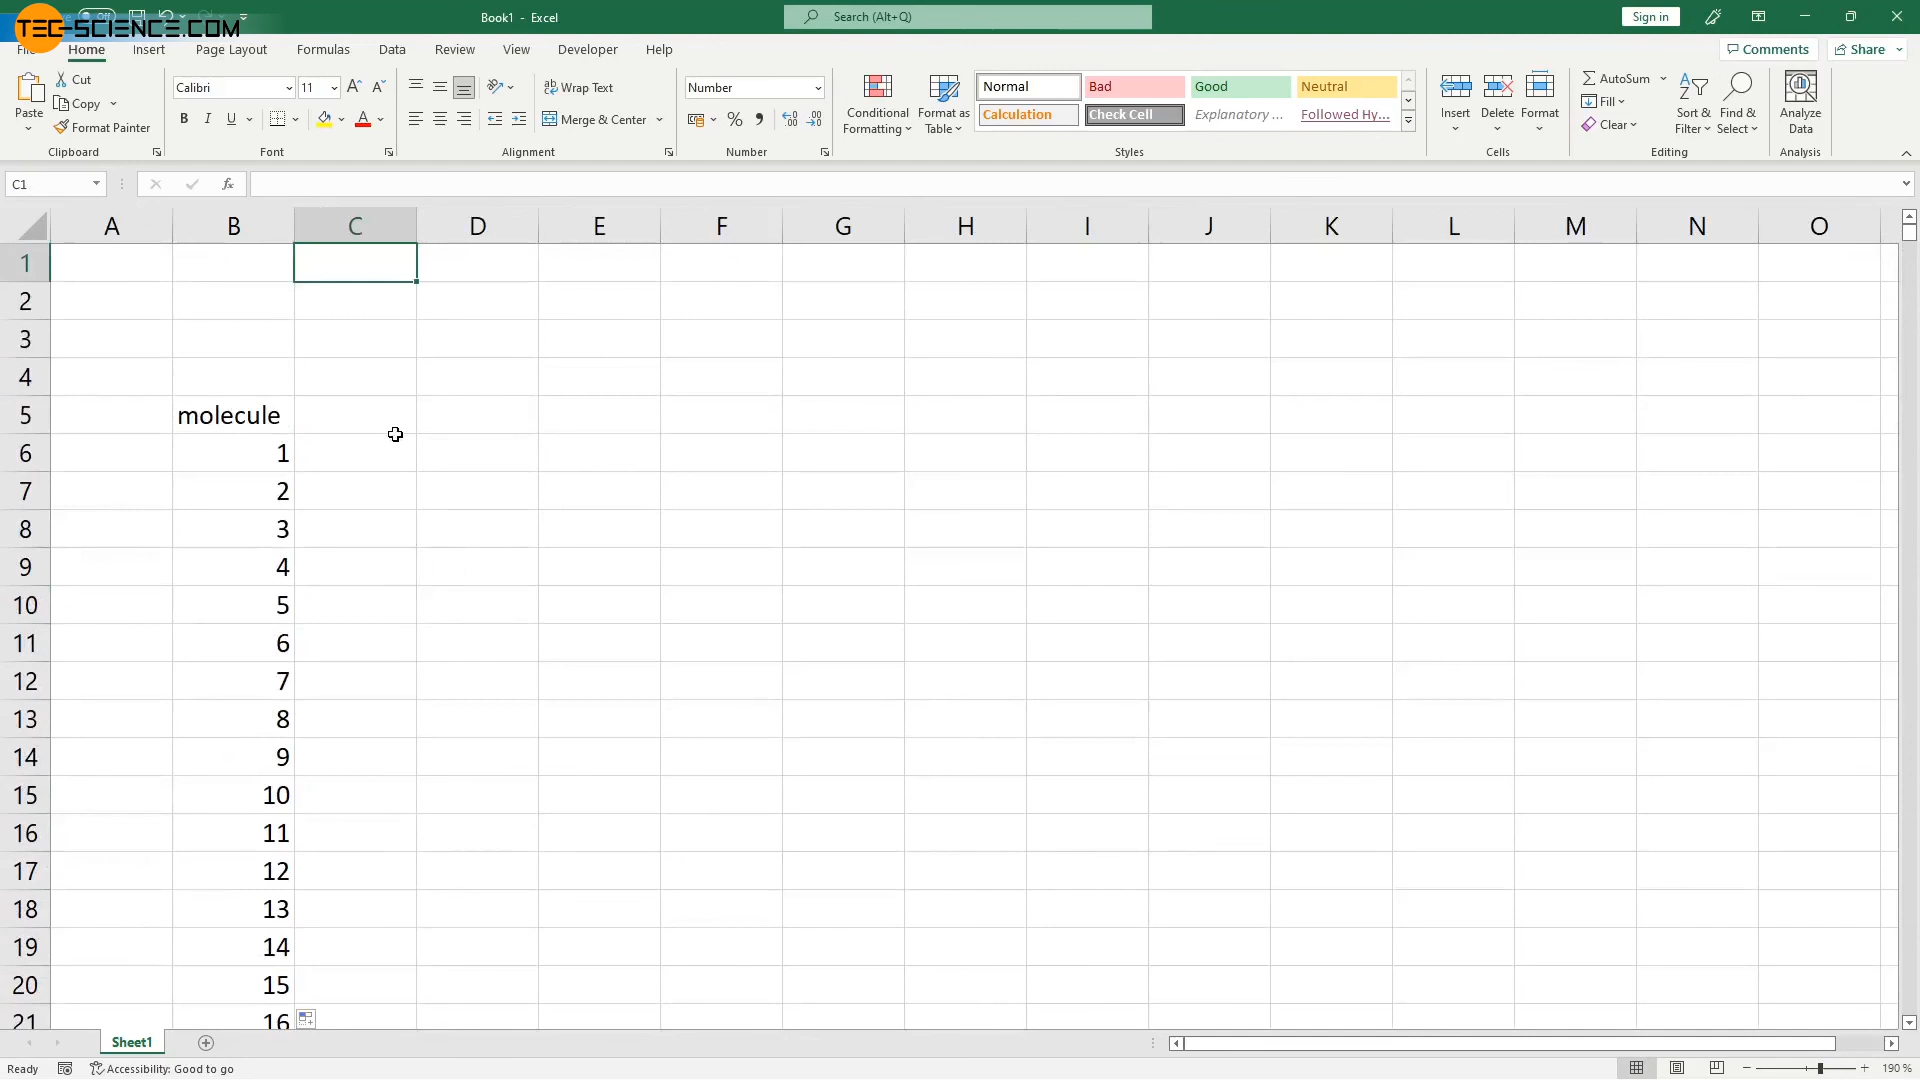 TEC-SCIENCE.COM
Off
Book1 - Excel
Search (Alt+Q)
Sign in
File
Home
Insert
Page Layout
Formulas
Data
Review
View
Developer
Help
Comments
Share
Paste
Cut
Copy
Format Painter
Clipboard
Calibri
11
B I U
Font
Wrap Text
Merge & Center
Alignment
Number
Number
Conditional
Formatting
Format as
Table
Normal
Bad
Good
Neutral
Calculation
Check Cell
Explanatory ...
Followed Hy...
Styles
Insert
Delete
Format
Cells
AutoSum
Fill
Clear
Sort &
Filter
Find &
Select
Editing
Analyze
Data
Analysis
C1
fx
A B C D E F G H I J K L M N O
1
2
3
4
5 molecule
6 1
7 2
8 3
9 4
10 5
11 6
12 7
13 8
14 9
15 10
16 11
17 12
18 13
19 14
20 15
21 16
Sheet1
Ready
Accessibility: Good to go
190 %